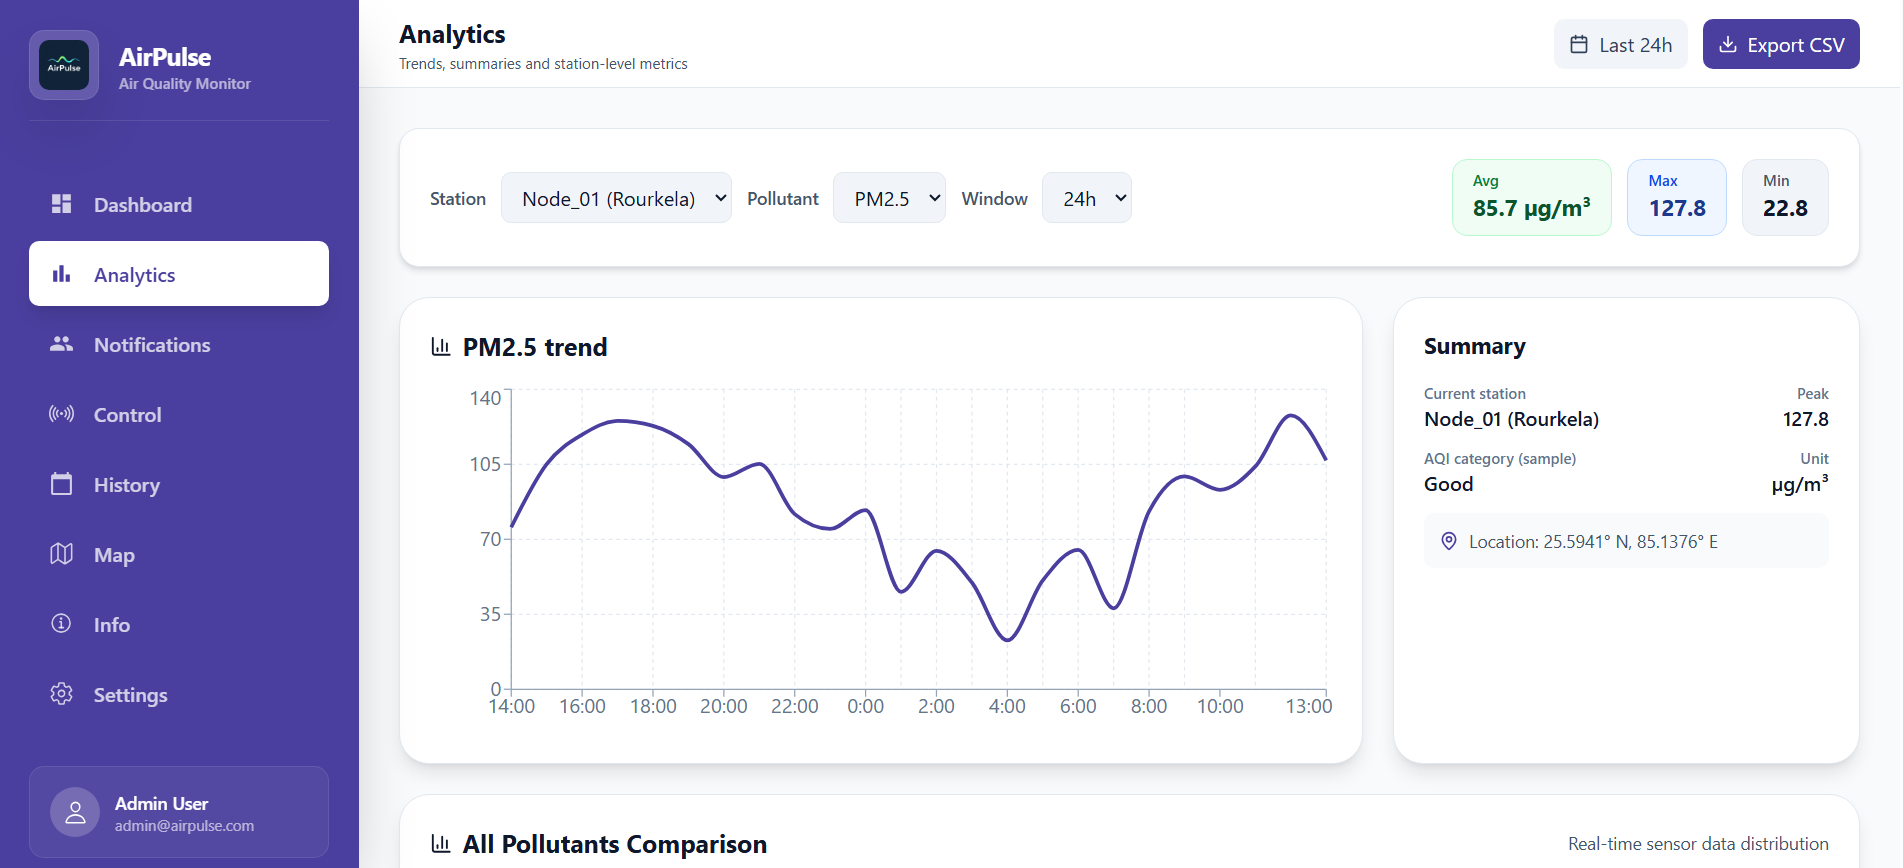 AirPulse
AirPulse
Air Quality Monitor
Dashboard
Analytics
Notifications
Control
History
Map
Info
Settings
Admin User
admin@airpulse.com
Analytics
Trends, summaries and station-level metrics
Last 24h
Export CSV
Station Node_01 (Rourkela) Pollutant PM2.5 Window 24h
Avg
85.7 µg/m³
Max
127.8
Min
22.8
PM2.5 trend
140
105
70
35
0
14:00 16:00 18:00 20:00 22:00 0:00 2:00 4:00 6:00 8:00 10:00 13:00
Summary
Current station Peak
Node_01 (Rourkela) 127.8
AQI category (sample) Unit
Good µg/m³
Location: 25.5941° N, 85.1376° E
All Pollutants Comparison
Real-time sensor data distribution